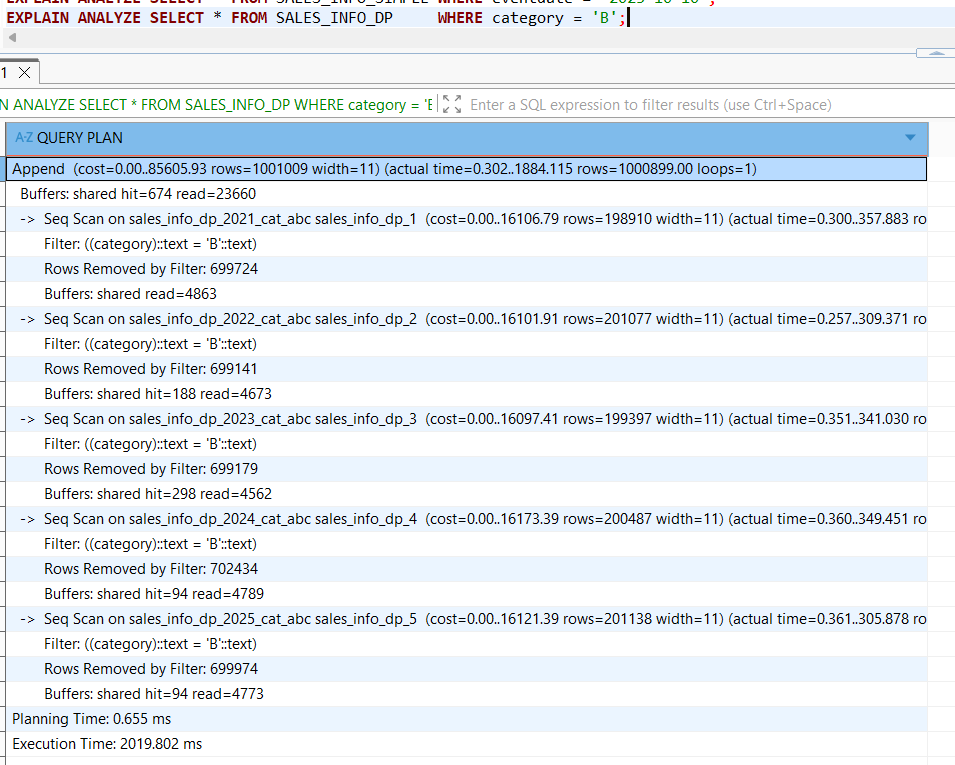 EXPLAIN ANALYZE SELECT * FROM SALES_INFO_SIMPLE WHERE eventdate = '2025-10-10';
EXPLAIN ANALYZE SELECT * FROM SALES_INFO_DP WHERE category = 'B';
1
N ANALYZE SELECT * FROM SALES_INFO_DP WHERE category = 'B Enter a SQL expression to filter results (use Ctrl+Space)
A-Z QUERY PLAN
Append (cost=0.00..85605.93 rows=1001009 width=11) (actual time=0.302..1884.115 rows=1000899.00 loops=1)
Buffers: shared hit=674 read=23660
-> Seq Scan on sales_info_dp_2021_cat_abc sales_info_dp_1 (cost=0.00..16106.79 rows=198910 width=11) (actual time=0.300..357.883 ro
Filter: ((category)::text = 'B'::text)
Rows Removed by Filter: 699724
Buffers: shared read=4863
-> Seq Scan on sales_info_dp_2022_cat_abc sales_info_dp_2 (cost=0.00..16101.91 rows=201077 width=11) (actual time=0.257..309.371 ro
Filter: ((category)::text = 'B'::text)
Rows Removed by Filter: 699141
Buffers: shared hit=188 read=4673
-> Seq Scan on sales_info_dp_2023_cat_abc sales_info_dp_3 (cost=0.00..16097.41 rows=199397 width=11) (actual time=0.351..341.030 ro
Filter: ((category)::text = 'B'::text)
Rows Removed by Filter: 699179
Buffers: shared hit=298 read=4562
-> Seq Scan on sales_info_dp_2024_cat_abc sales_info_dp_4 (cost=0.00..16173.39 rows=200487 width=11) (actual time=0.360..349.451 ro
Filter: ((category)::text = 'B'::text)
Rows Removed by Filter: 702434
Buffers: shared hit=94 read=4789
-> Seq Scan on sales_info_dp_2025_cat_abc sales_info_dp_5 (cost=0.00..16121.39 rows=201138 width=11) (actual time=0.361..305.878 ro
Filter: ((category)::text = 'B'::text)
Rows Removed by Filter: 699974
Buffers: shared hit=94 read=4773
Planning Time: 0.655 ms
Execution Time: 2019.802 ms